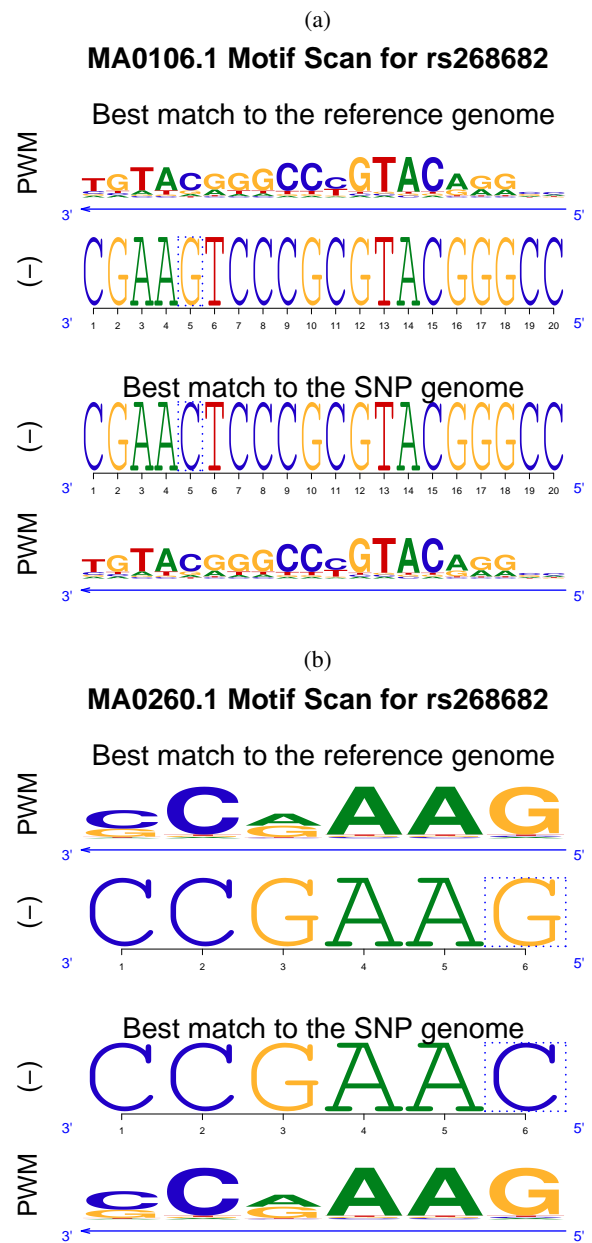 (a)
MA0106.1 Motif Scan for rs268682
Best match to the reference genome
PWM
TGTACGGGCCCGTACAGG
3' 5'
(−)
CGAAGTCCCGCGTACGGGCC
3' 1 2 3 4 5 6 7 8 9 10 11 12 13 14 15 16 17 18 19 20 5'
Best match to the SNP genome
(−)
CGAACTCCCGCGTACGGGCC
3' 1 2 3 4 5 6 7 8 9 10 11 12 13 14 15 16 17 18 19 20 5'
PWM
TGTACGGGCCCGTACAGG
3' 5'
(b)
MA0260.1 Motif Scan for rs268682
Best match to the reference genome
PWM
CCAAAG
3' 5'
(−)
CCGAAG
3' 1 2 3 4 5 6 5'
Best match to the SNP genome
(−)
CCGAAC
3' 1 2 3 4 5 6 5'
PWM
CCAAAG
3' 5'